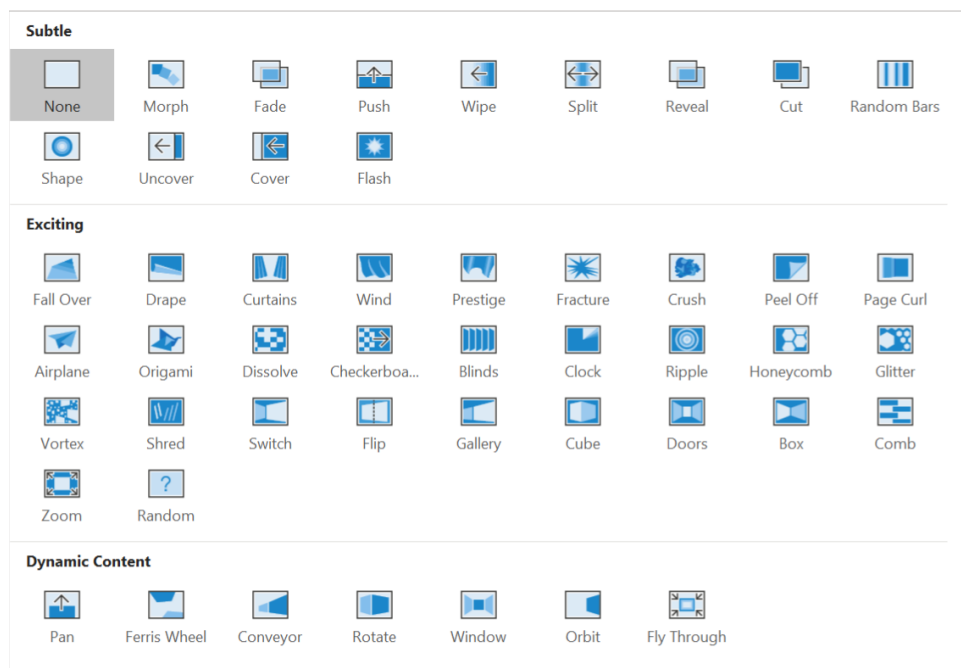 Subtle
None Morph Fade Push Wipe Split Reveal Cut Random Bars
Shape Uncover Cover Flash
Exciting
Fall Over Drape Curtains Wind Prestige Fracture Crush Peel Off Page Curl
Airplane Origami Dissolve Checkerboa... Blinds Clock Ripple Honeycomb Glitter
Vortex Shred Switch Flip Gallery Cube Doors Box Comb
?
Zoom Random
Dynamic Content
Pan Ferris Wheel Conveyor Rotate Window Orbit Fly Through